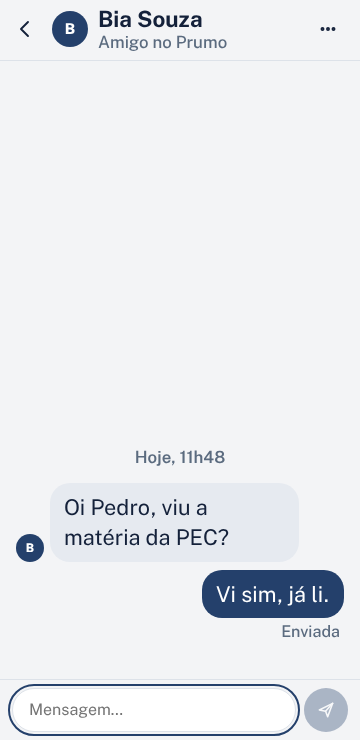 B
Bia Souza
Amigo no Prumo
Hoje, 11h48
Oi Pedro, viu a
matéria da PEC?
B
Vi sim, já li.
Enviada
Mensagem...